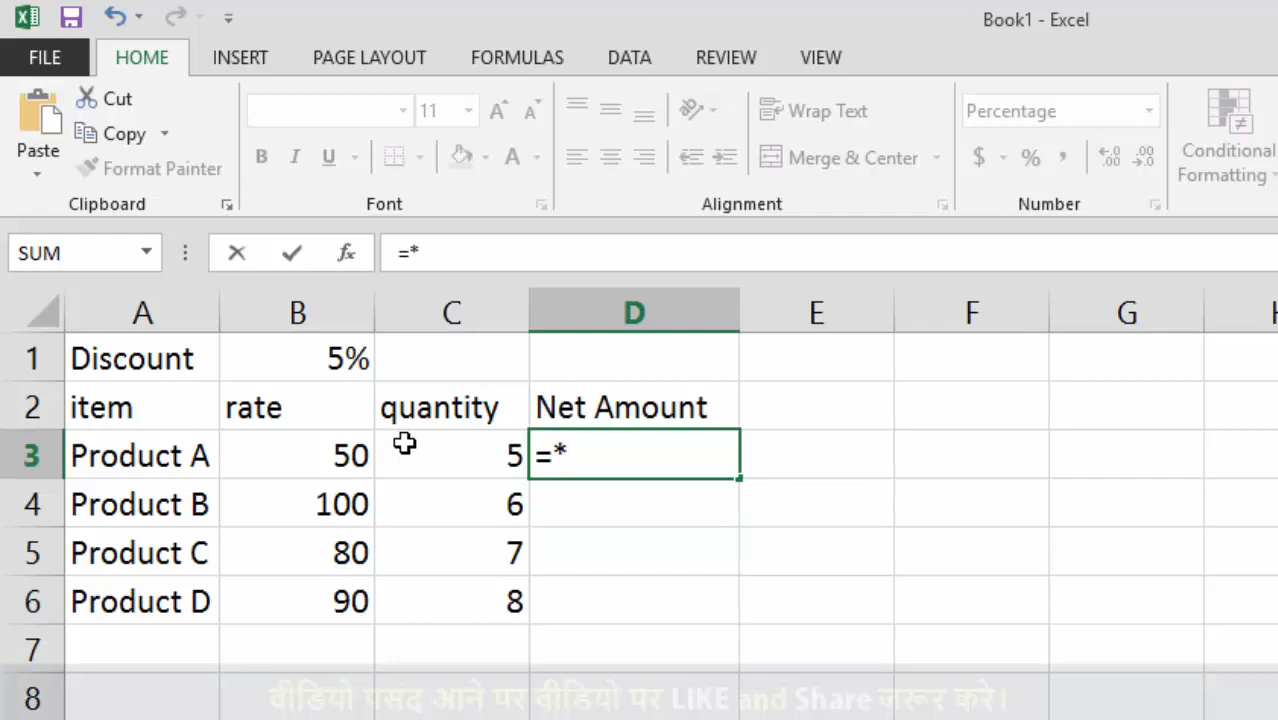 Book1 - Excel
FILE HOME INSERT PAGE LAYOUT FORMULAS DATA REVIEW VIEW
Paste
Cut
Copy
Format Painter
Clipboard
11
B I U A
Font
Wrap Text
Merge & Center
Alignment
Percentage
$ % ,
Number
Conditional
Formatting
SUM fx =*
A B C D E F G H
1 Discount 5%
2 item rate quantity Net Amount
3 Product A 50 5 =*
4 Product B 100 6
5 Product C 80 7
6 Product D 90 8
7
8
वीडियो पसंद आने पर वीडियो पर LIKE and Share जरूर करे।